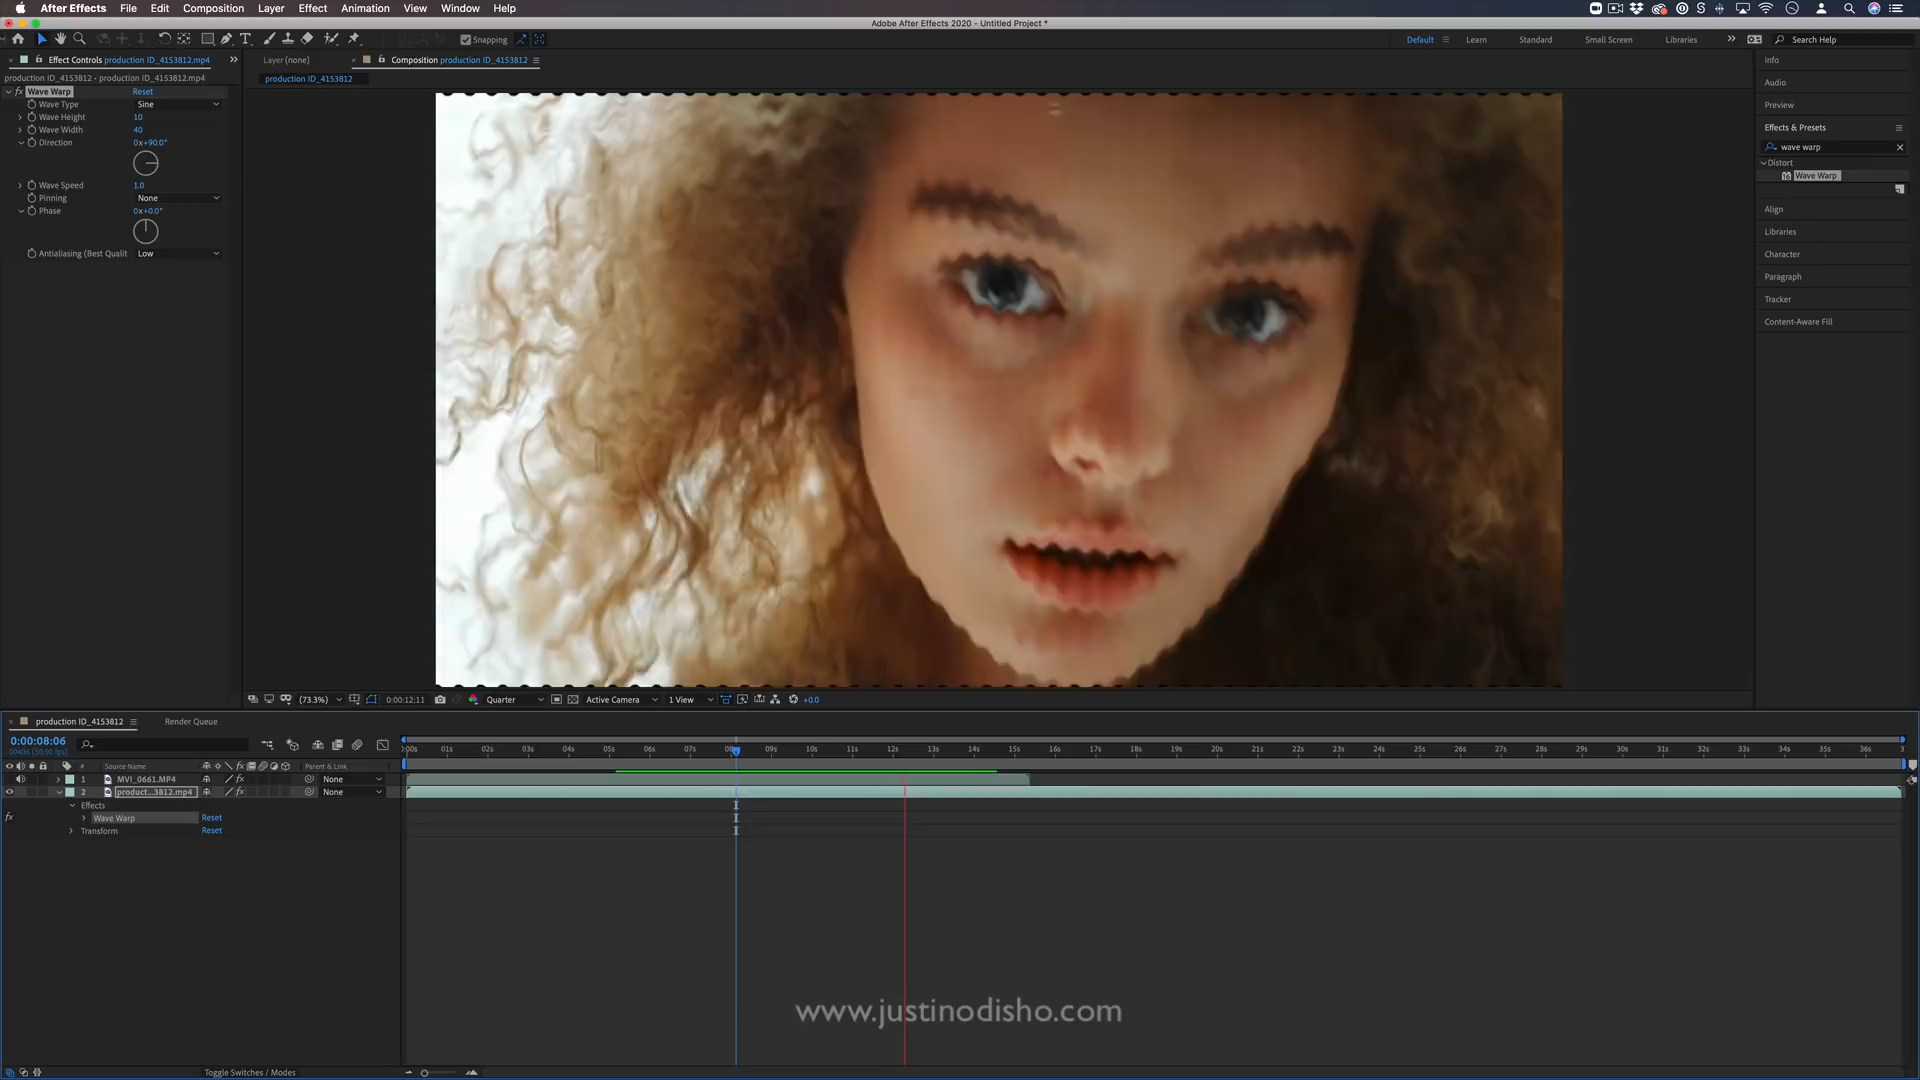 After Effects File Edit Composition Layer Effect Animation View Window Help
Adobe After Effects 2020 - Untitled Project *
Snapping
Default Learn Standard Small Screen Libraries Search Help
Effect Controls production ID_4153812.mp4
production ID_4153812 • production ID_4153812.mp4
fx Wave Warp Reset
Wave Type Sine
Wave Height 10
Wave Width 40
Direction 0x+90.0°
Wave Speed 1.0
Pinning None
Phase 0x+0.0°
Antialiasing (Best Qualit Low
Layer (none) Composition production ID_4153812
production ID_4153812
Info
Audio
Preview
Effects & Presets
wave warp
Distort
Wave Warp
Align
Libraries
Character
Paragraph
Tracker
Content-Aware Fill
(73.3%) 0:00:12:11 Quarter Active Camera 1 View +0.0
production ID_4153812 Render Queue
0:00:08:06
00406 (50.00 fps)
# Source Name Parent & Link
1 MVI_0661.MP4 None
2 product...3812.mp4 None
Effects
fx Wave Warp Reset
Transform Reset
:00s 01s 02s 03s 04s 05s 06s 07s 09s 10s 11s 12s 13s 14s 15s 16s 17s 18s 19s 20s 21s 22s 23s 24s 25s 26s 27s 28s 29s 30s 31s 32s 33s 34s 35s 36s 3
www.justinodisho.com
Toggle Switches / Modes